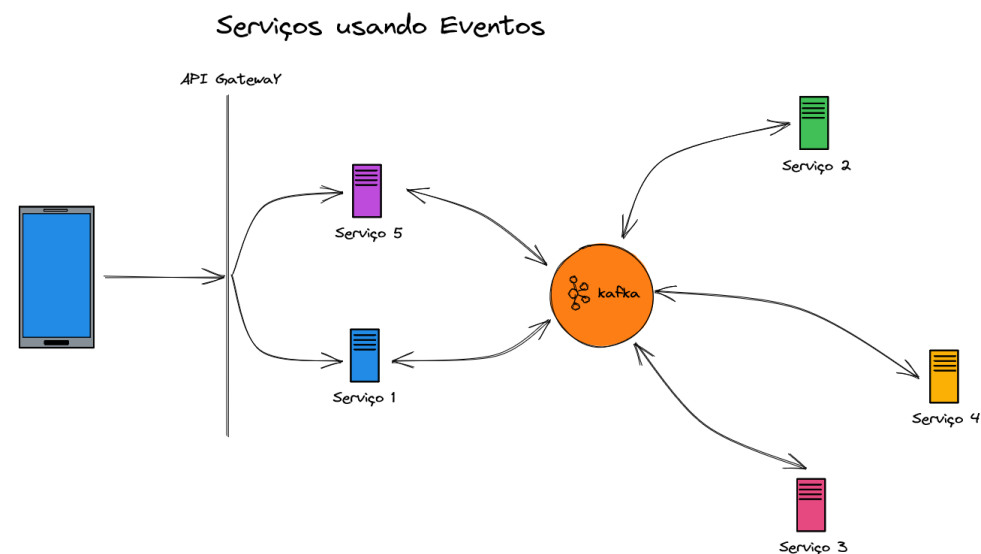 Serviços usando Eventos
API GatewaY
Serviço 2
Serviço 5
kafka
Serviço 1
Serviço 4
Serviço 3